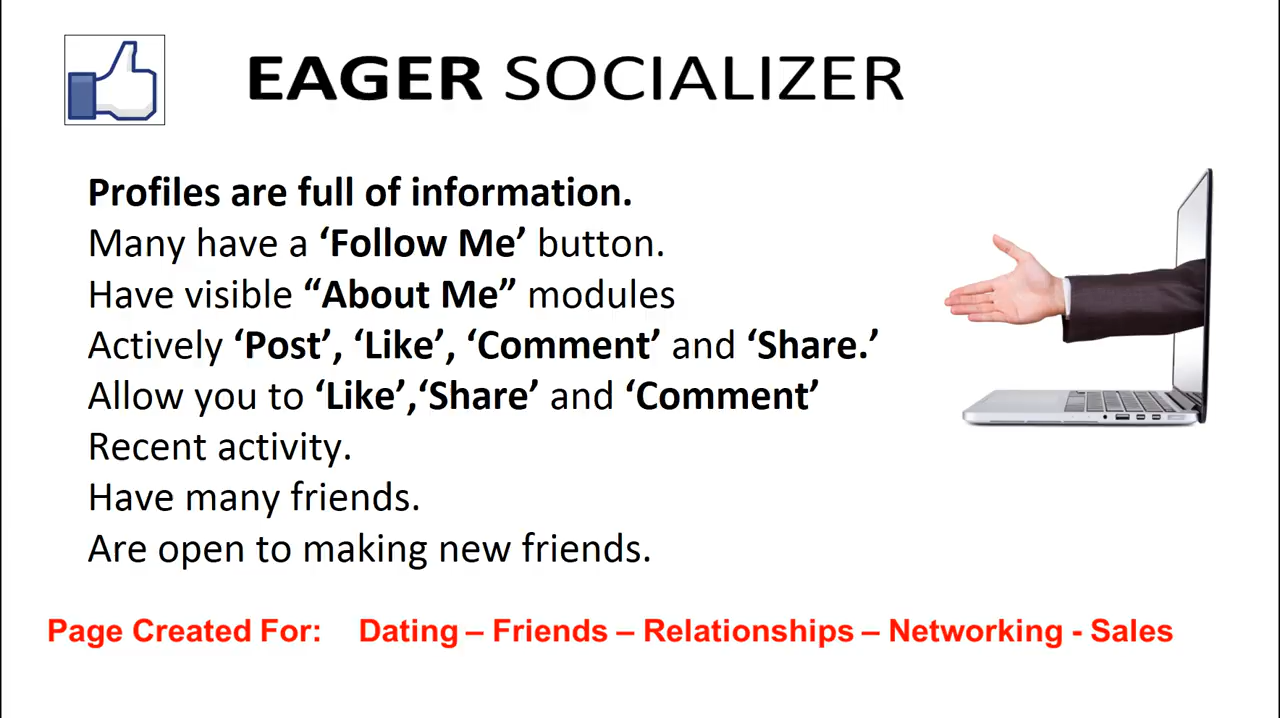 EAGER SOCIALIZER
Profiles are full of information.
Many have a ‘Follow Me’ button.
Have visible “About Me” modules
Actively ‘Post’, ‘Like’, ‘Comment’ and ‘Share.’
Allow you to ‘Like’,‘Share’ and ‘Comment’
Recent activity.
Have many friends.
Are open to making new friends.
Page Created For: Dating – Friends – Relationships – Networking - Sales